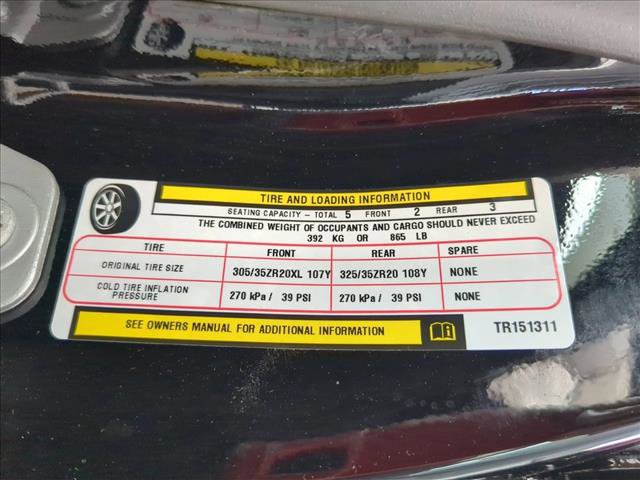 TIRE AND LOADING INFORMATION
SEATING CAPACITY - TOTAL 5 FRONT 2 REAR 3
THE COMBINED WEIGHT OF OCCUPANTS AND CARGO SHOULD NEVER EXCEED
392 KG OR 865 LB
TIRE FRONT REAR SPARE
ORIGINAL TIRE SIZE 305/35ZR20XL 107Y 325/35ZR20 108Y NONE
COLD TIRE INFLATION
PRESSURE 270 kPa / 39 PSI 270 kPa / 39 PSI NONE
SEE OWNERS MANUAL FOR ADDITIONAL INFORMATION TR151311